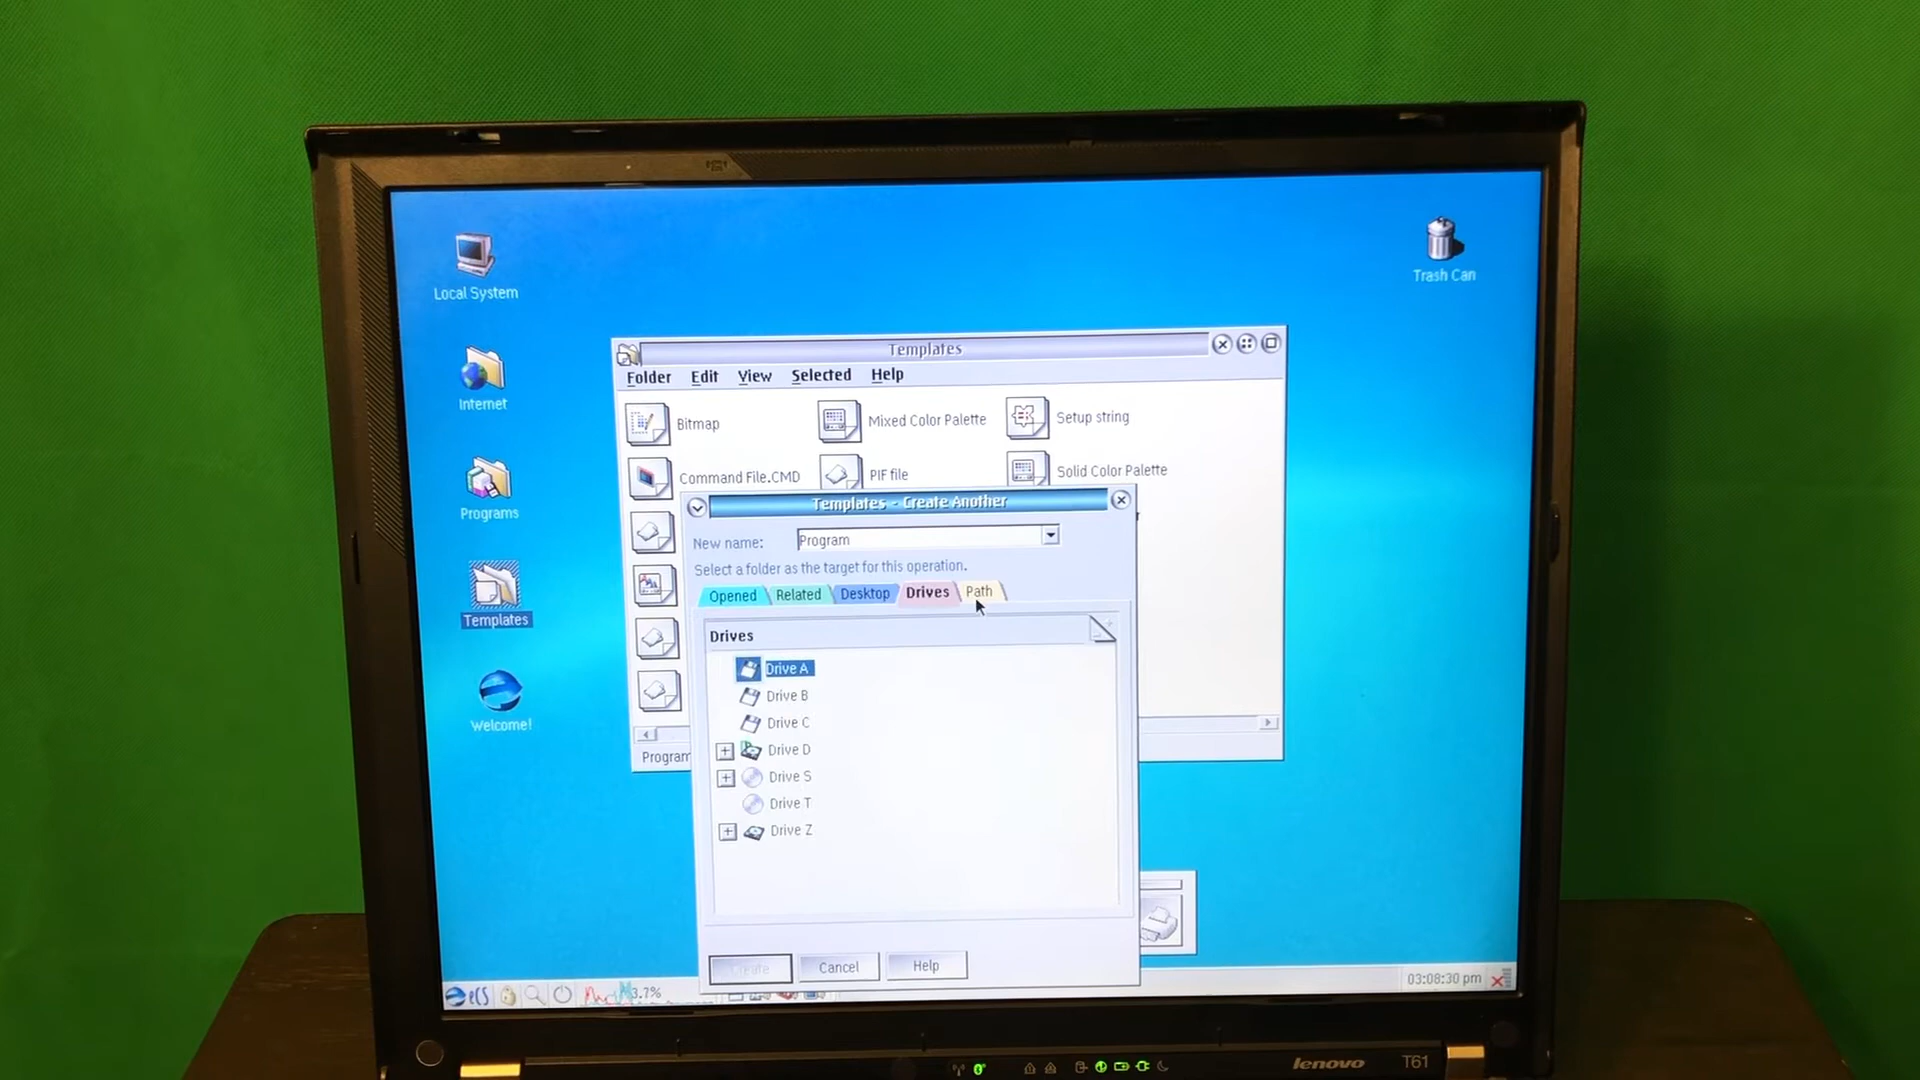 Local System
Trash Can
Internet
Programs
Templates
Welcome!
Templates
Folder Edit View Selected Help
Bitmap
Mixed Color Palette
Setup string
Command File.CMD
PIF file
Solid Color Palette
Templates - Create Another
New name: Program
Select a folder as the target for this operation.
Opened Related Desktop Drives Path
Drives
Drive A
Drive B
Drive C
Drive D
Drive S
Drive T
Drive Z
Program
Create Cancel Help
eCS
3.7%
03:08:30 pm
lenovo T61